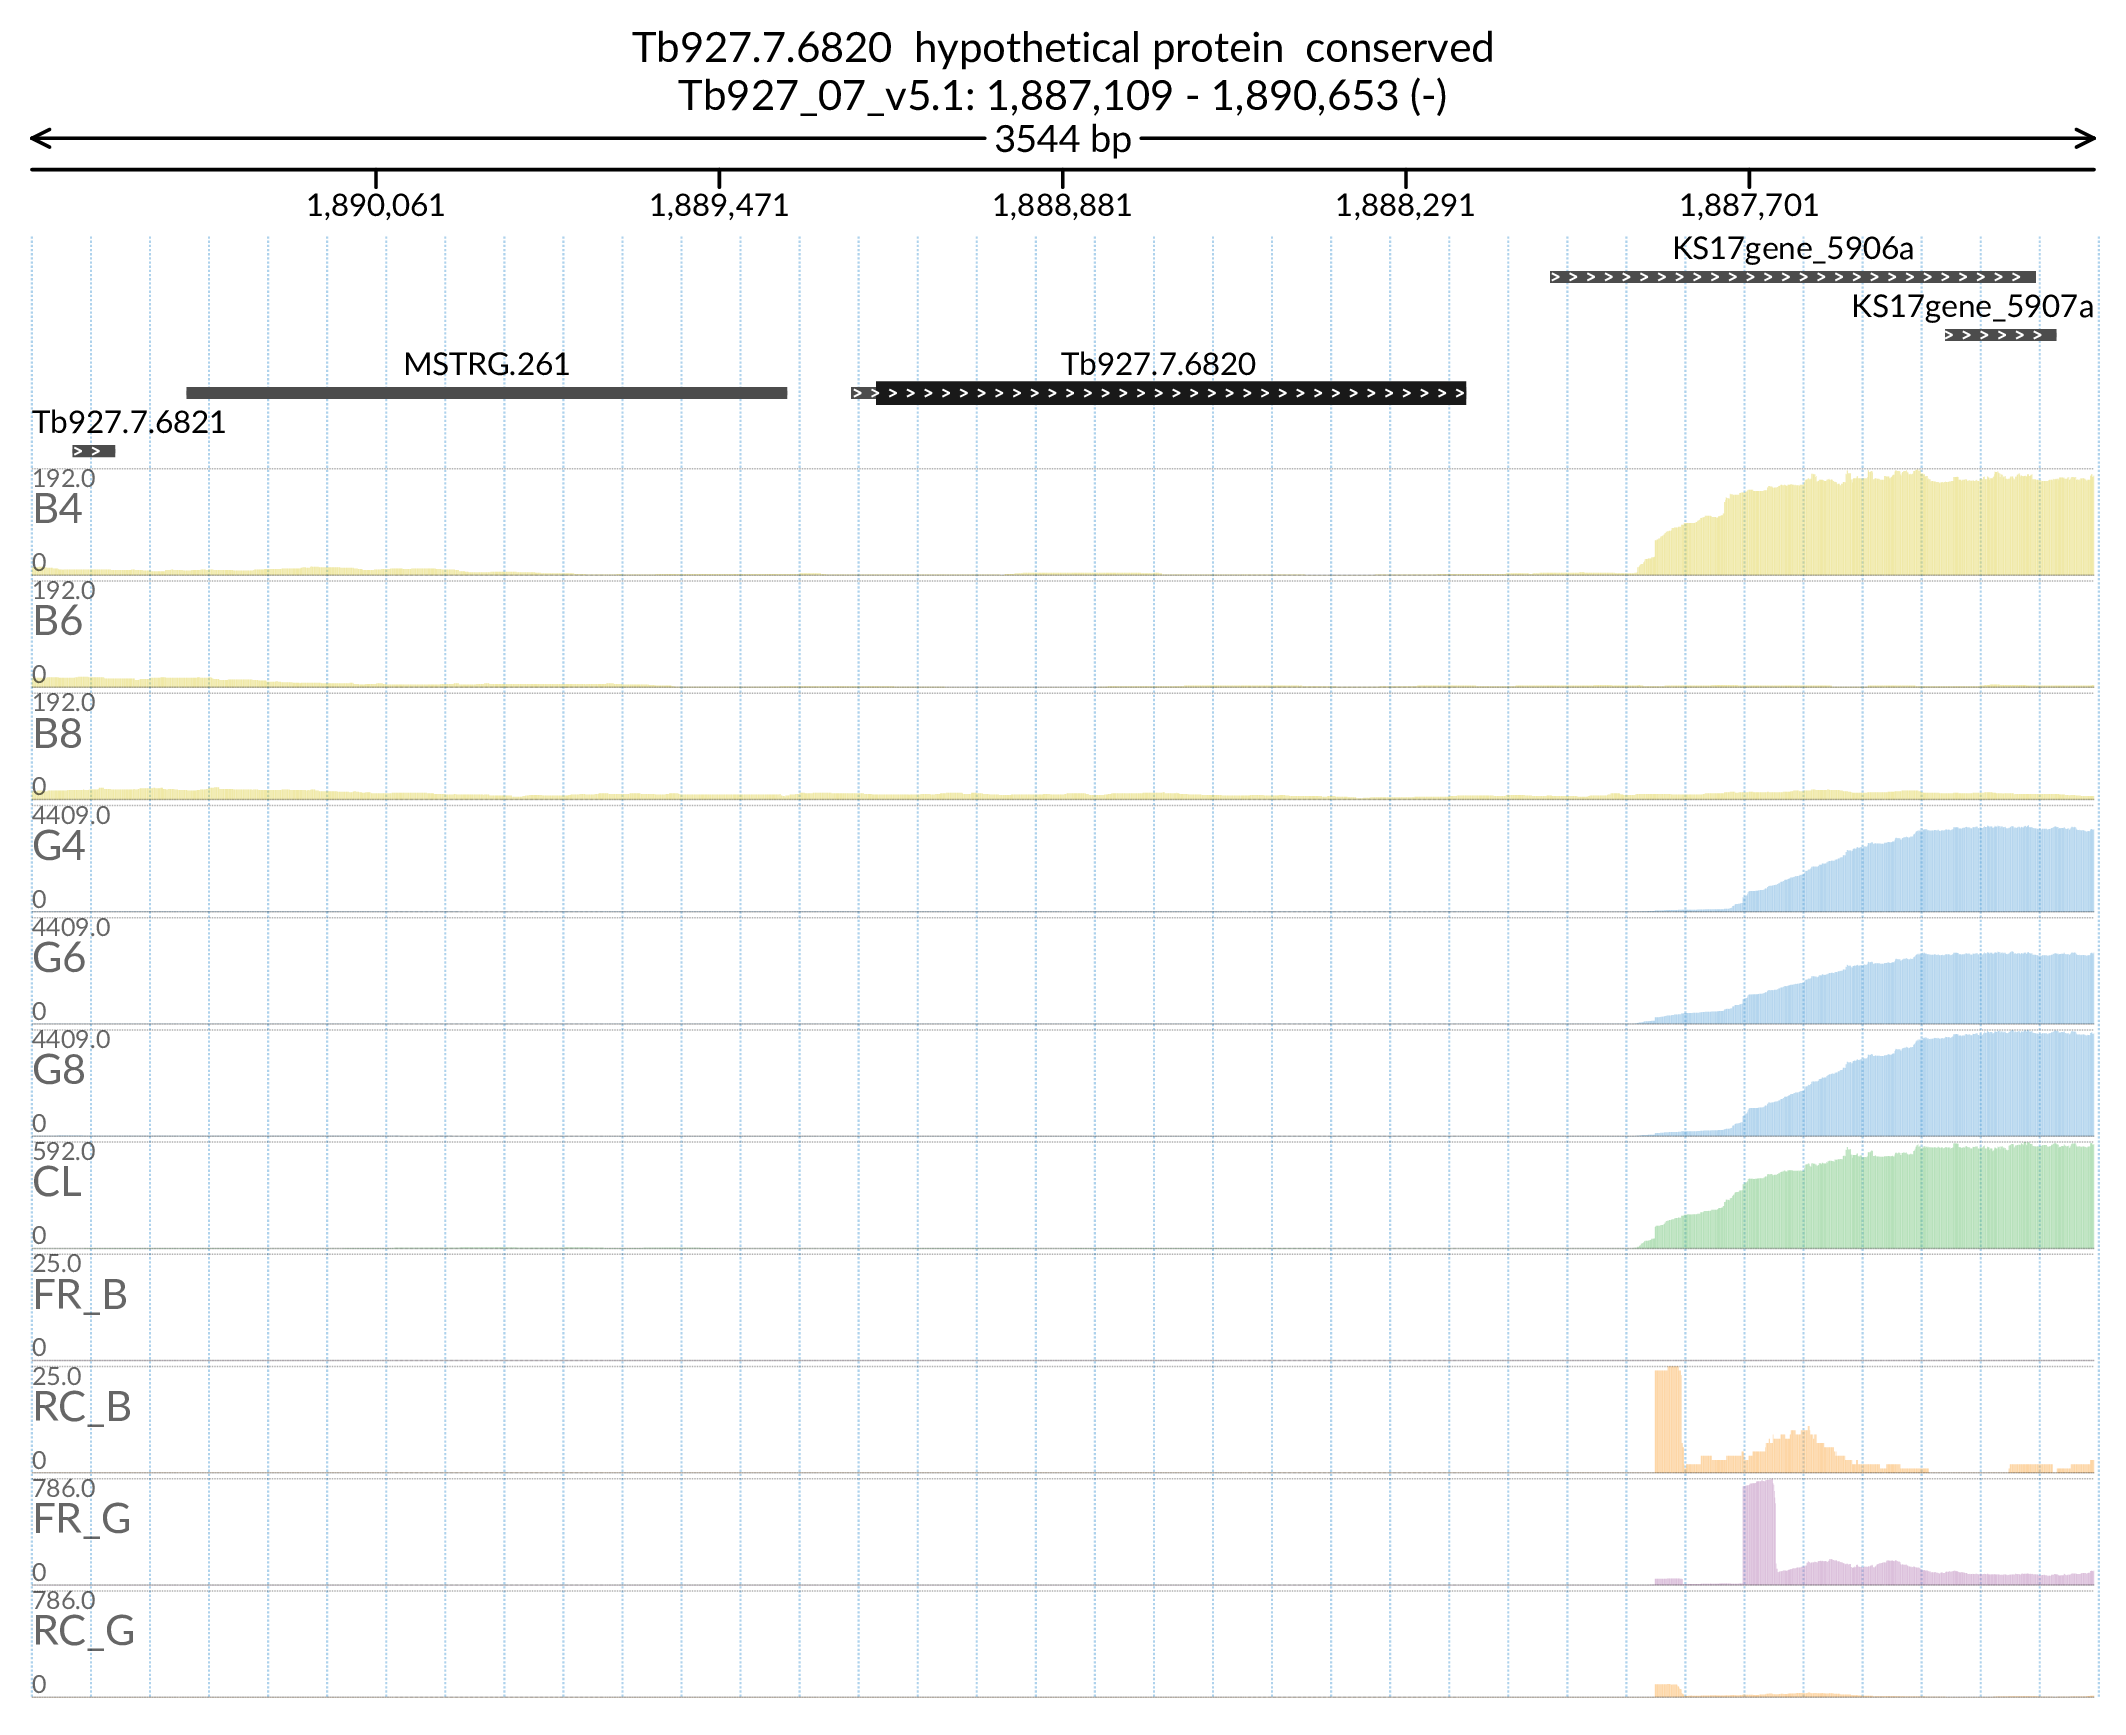 Tb927.7.6820  hypothetical protein  conserved
Tb927_07_v5.1: 1,887,109 - 1,890,653 (-)
3544 bp
1,890,061 1,889,471 1,888,881 1,888,291 1,887,701
KS17gene_5906a
KS17gene_5907a
MSTRG.261 Tb927.7.6820
Tb927.7.6821
192.0
B4
0
192.0
B6
0
192.0
B8
0
4409.0
G4
0
4409.0
G6
0
4409.0
G8
0
592.0
CL
0
25.0
FR_B
0
25.0
RC_B
0
786.0
FR_G
0
786.0
RC_G
0